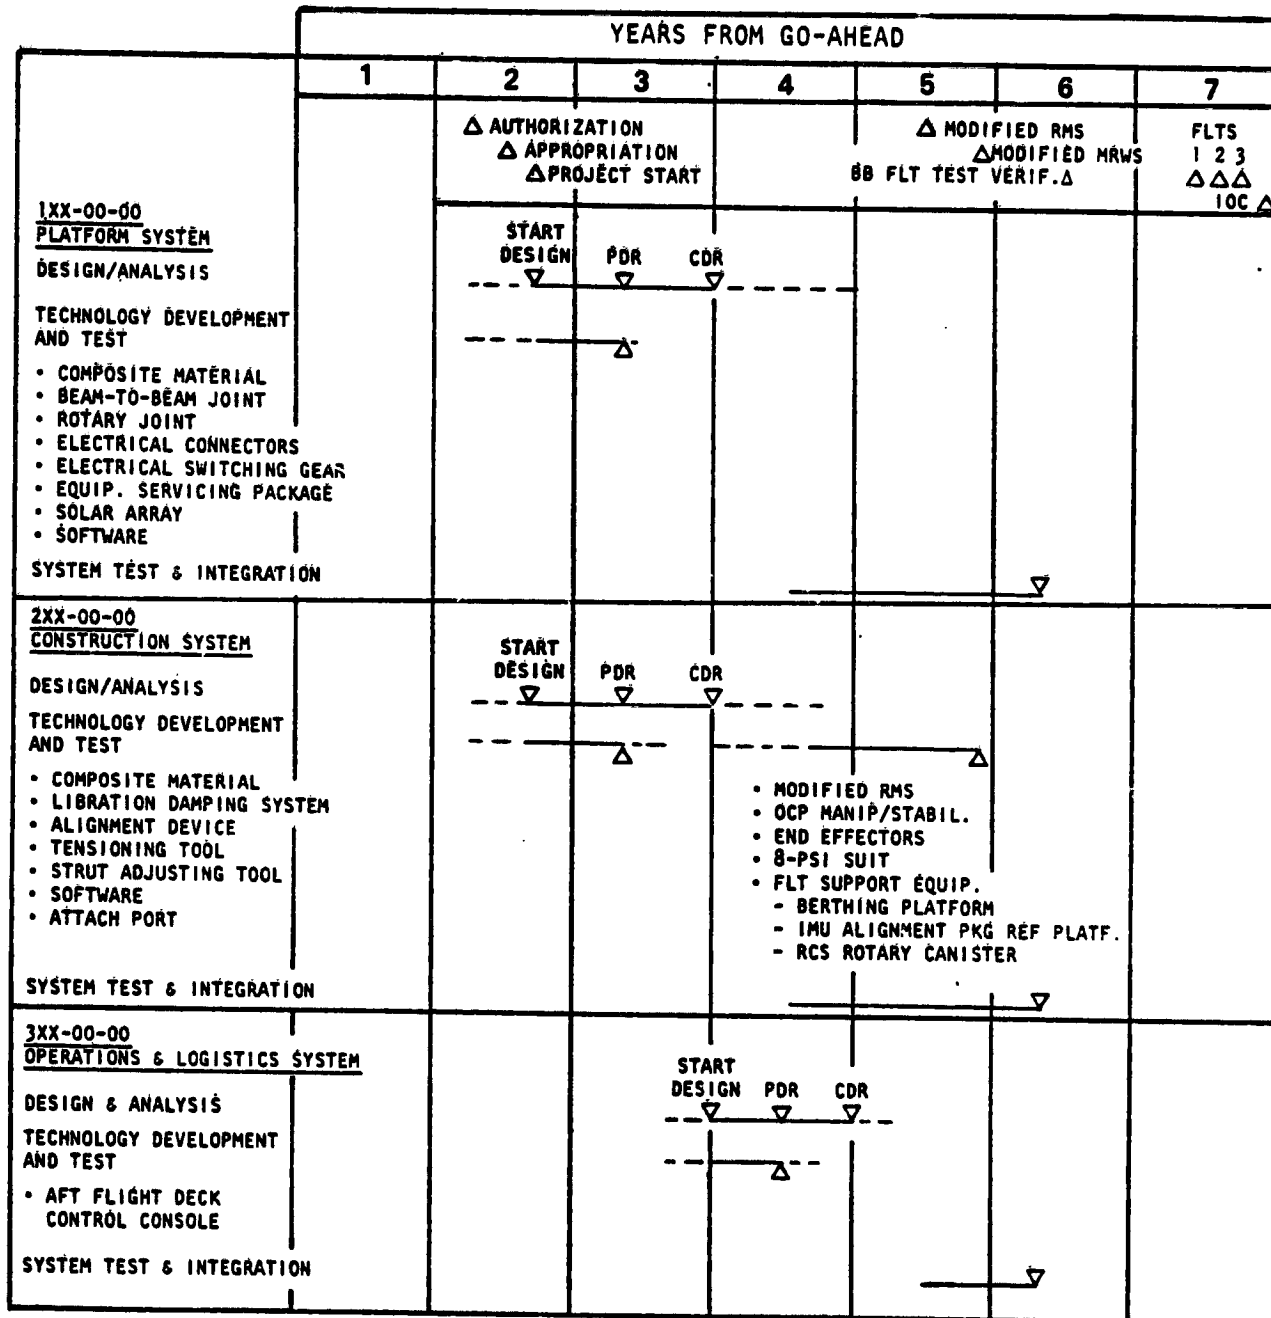 YEARS FROM GO-AHEAD
1 2 3 4 5 6 7
△ AUTHORIZATION △ MODIFIED RMS FLTS
△ APPROPRIATION △MODIFIED MRWS 1 2 3
△PROJECT START BB FLT TEST VERIF.△ △△△
IOC △
1XX-00-00
PLATFORM SYSTEM
START
DESIGN PDR CDR
DESIGN/ANALYSIS
TECHNOLOGY DEVELOPMENT
AND TEST
• COMPOSITE MATERIAL
• BEAM-TO-BEAM JOINT
• ROTARY JOINT
• ELECTRICAL CONNECTORS
• ELECTRICAL SWITCHING GEAR
• EQUIP. SERVICING PACKAGE
• SOLAR ARRAY
• SOFTWARE
SYSTEM TEST & INTEGRATION
2XX-00-00
CONSTRUCTION SYSTEM
START
DESIGN PDR CDR
DESIGN/ANALYSIS
TECHNOLOGY DEVELOPMENT
AND TEST
• COMPOSITE MATERIAL
• LIBRATION DAMPING SYSTEM
• ALIGNMENT DEVICE
• TENSIONING TOOL
• STRUT ADJUSTING TOOL
• SOFTWARE
• ATTACH PORT
• MODIFIED RMS
• OCP MANIP/STABIL.
• END EFFECTORS
• 8-PSI SUIT
• FLT SUPPORT EQUIP.
- BERTHING PLATFORM
- IMU ALIGNMENT PKG REF PLATF.
- RCS ROTARY CANISTER
SYSTEM TEST & INTEGRATION
3XX-00-00
OPERATIONS & LOGISTICS SYSTEM
START
DESIGN PDR CDR
DESIGN & ANALYSIS
TECHNOLOGY DEVELOPMENT
AND TEST
• AFT FLIGHT DECK
CONTROL CONSOLE
SYSTEM TEST & INTEGRATION